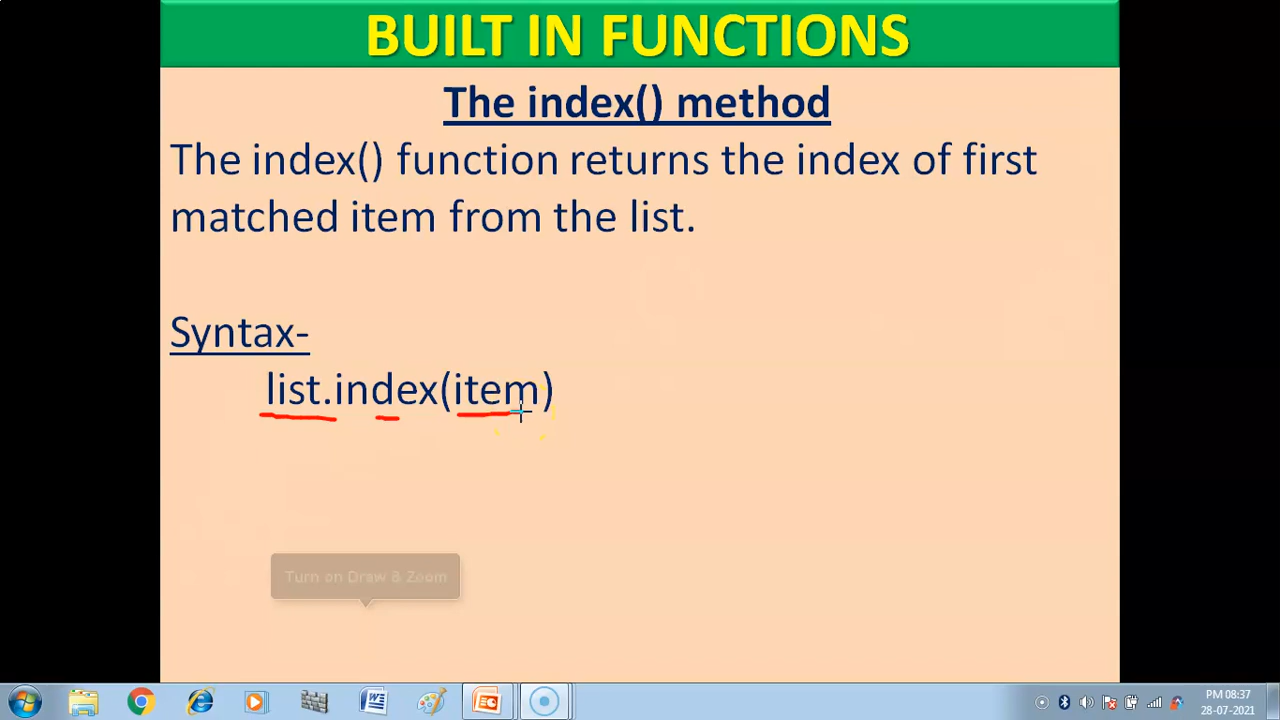 BUILT IN FUNCTIONS
The index() method
The index() function returns the index of first
matched item from the list.
Syntax-
list.index(item)
Turn on Draw & Zoom
PM 08:37
28-07-2021